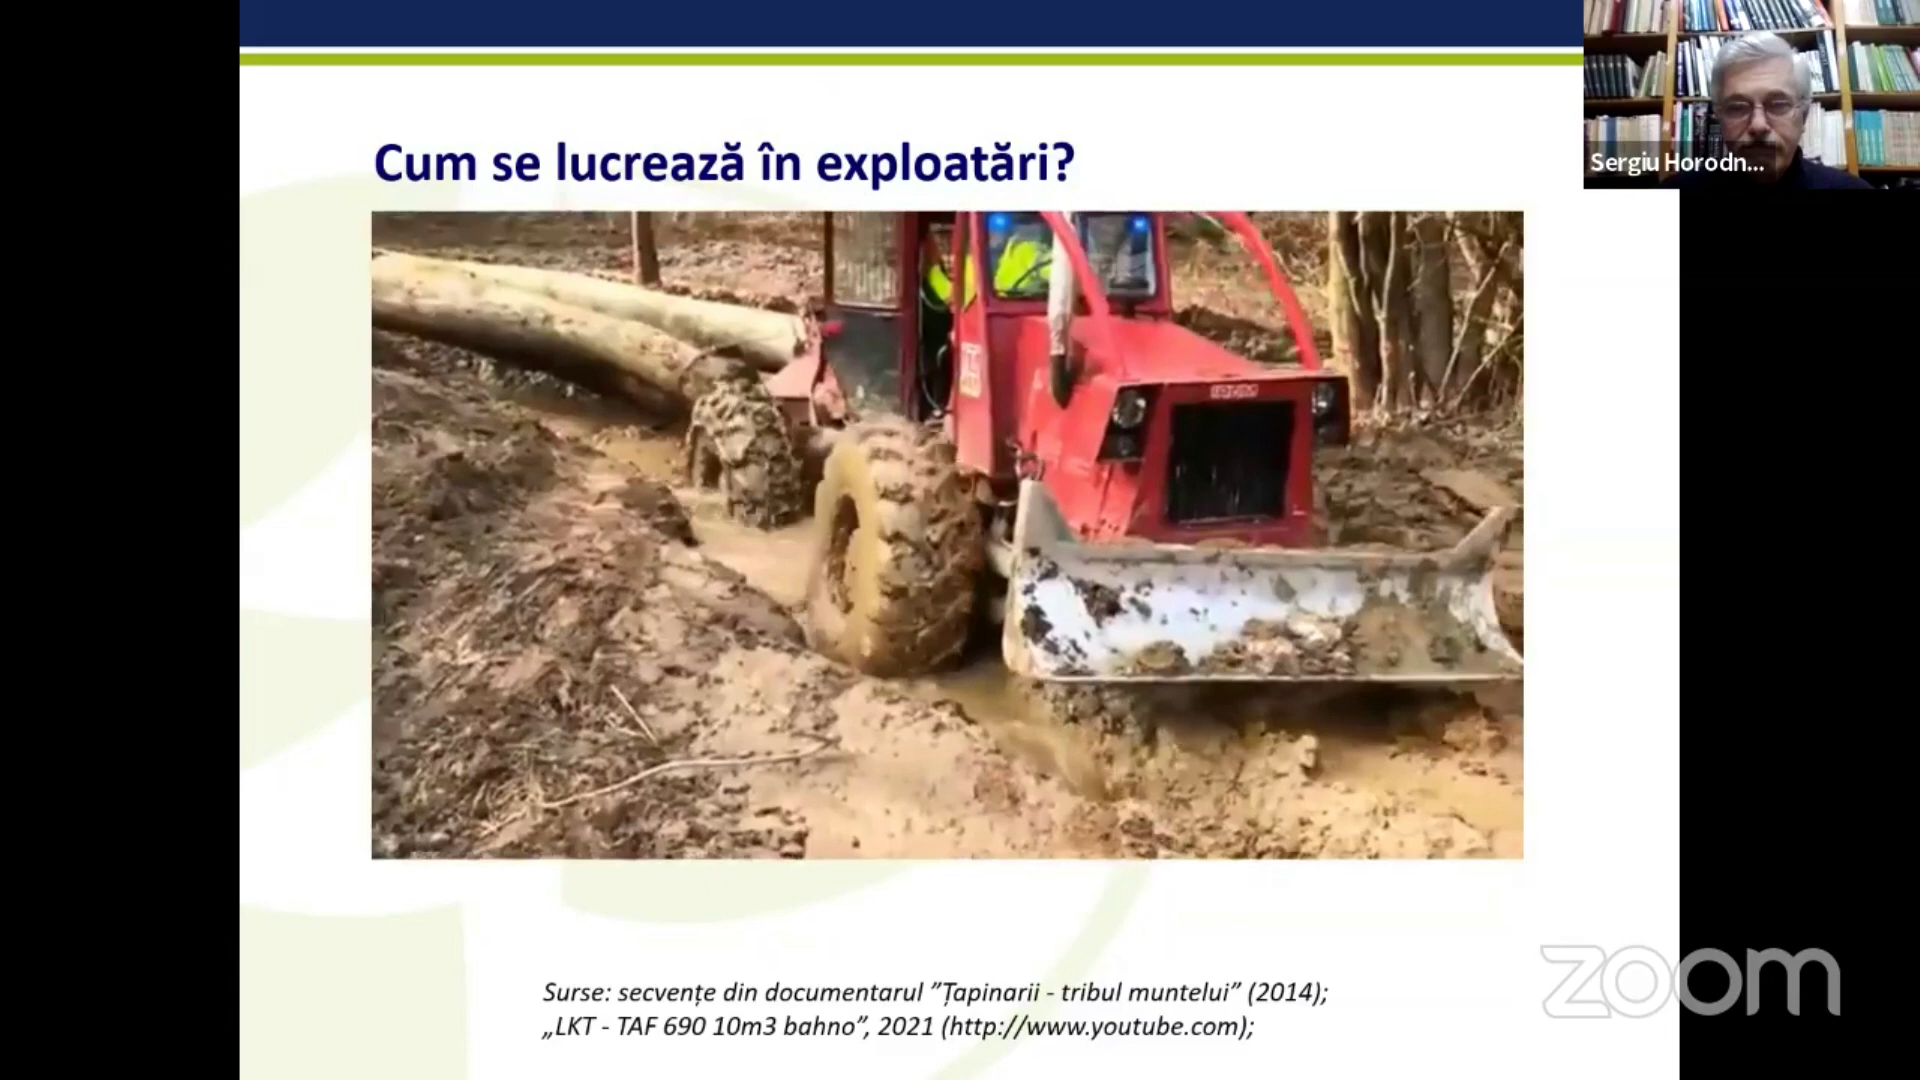 Cum se lucrează în exploatări?
Sergiu Horodn...
Surse: secvențe din documentarul ”Țapinarii - tribul muntelui” (2014);
„LKT - TAF 690 10m3 bahno”, 2021 (http://www.youtube.com);
zoom